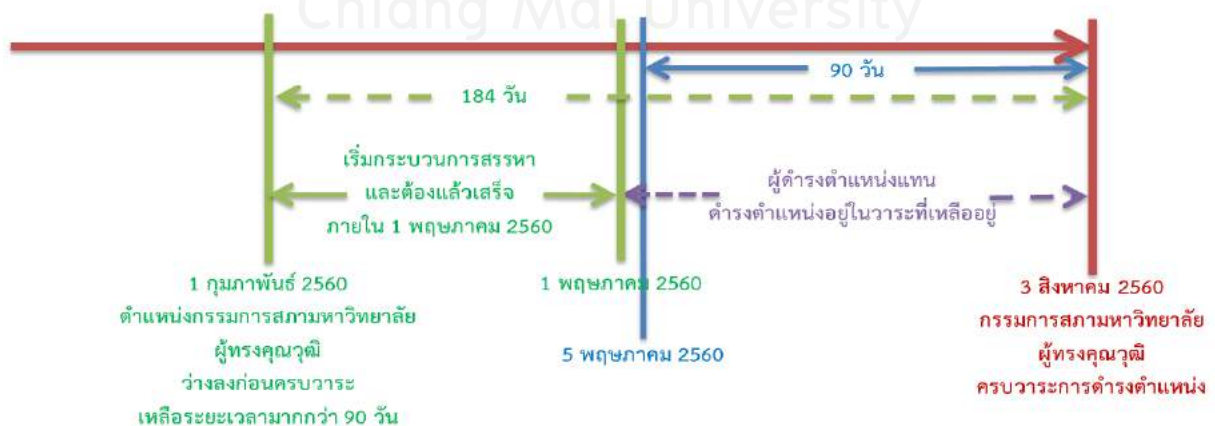 Chiang Mai University
90 วัน
184 วัน
เริ่มกระบวนการสรรหา
และต้องแล้วเสร็จ
ภายใน 1 พฤษภาคม 2560
ผู้ดำรงตำแหน่งแทน
ดำรงตำแหน่งอยู่ในวาระที่เหลืออยู่
1 กุมภาพันธ์ 2560
ตำแหน่งกรรมการสภามหาวิทยาลัย
ผู้ทรงคุณวุฒิ
ว่างลงก่อนครบวาระ
เหลือระยะเวลามากกว่า 90 วัน
1 พฤษภาคม 2560
5 พฤษภาคม 2560
3 สิงหาคม 2560
กรรมการสภามหาวิทยาลัย
ผู้ทรงคุณวุฒิ
ครบวาระการดำรงตำแหน่ง